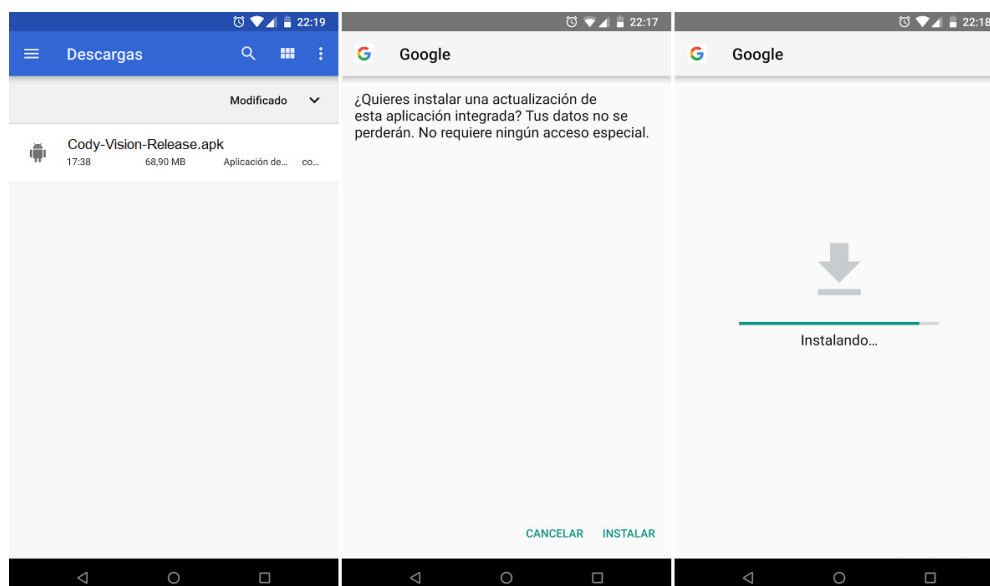 22:19
Descargas
Modificado
Cody-Vision-Release.apk
17:38 68,90 MB Aplicación de... co...
22:17
G Google
¿Quieres instalar una actualización de
esta aplicación integrada? Tus datos no se
perderán. No requiere ningún acceso especial.
CANCELAR INSTALAR
22:18
G Google
Instalando...